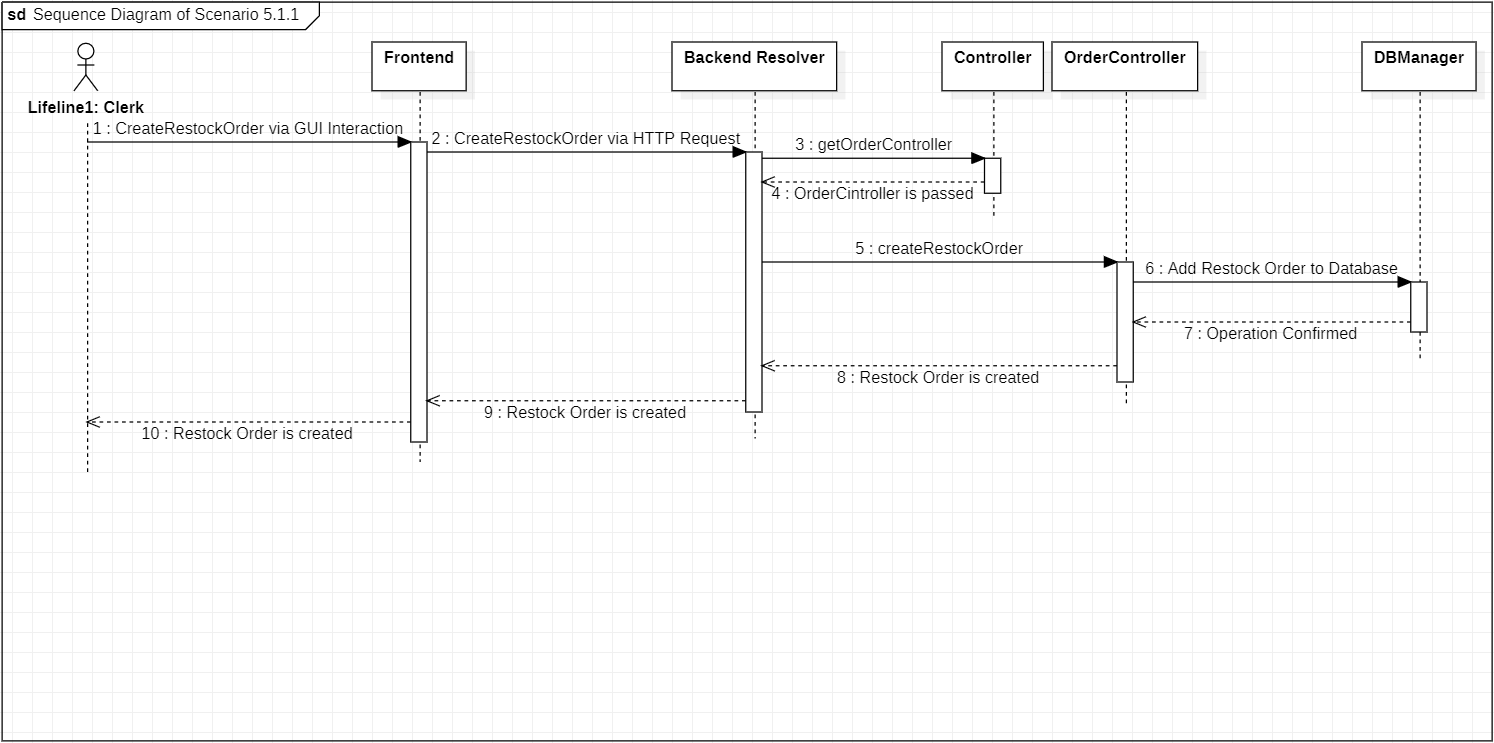 sd Sequence Diagram of Scenario 5.1.1
Frontend
Backend Resolver
Controller
OrderController
DBManager
Lifeline1: Clerk
1 : CreateRestockOrder via GUI Interaction
2 : CreateRestockOrder via HTTP Request
3 : getOrderController
4 : OrderCintroller is passed
5 : createRestockOrder
6 : Add Restock Order to Database
7 : Operation Confirmed
8 : Restock Order is created
9 : Restock Order is created
10 : Restock Order is created